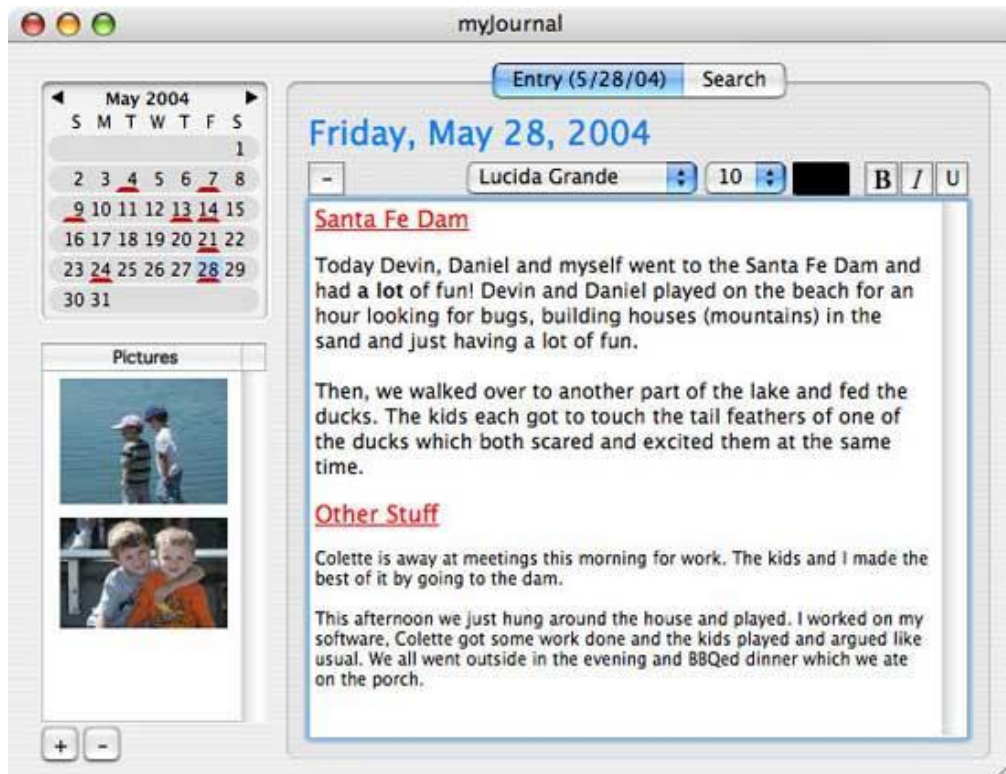 myJournal
Entry (5/28/04) Search
May 2004
S M T W T F S
1
2 3 4 5 6 7 8
9 10 11 12 13 14 15
16 17 18 19 20 21 22
23 24 25 26 27 28 29
30 31
Pictures
+ -
Friday, May 28, 2004
- Lucida Grande 10 B I U
Santa Fe Dam
Today Devin, Daniel and myself went to the Santa Fe Dam and
had a lot of fun! Devin and Daniel played on the beach for an
hour looking for bugs, building houses (mountains) in the
sand and just having a lot of fun.
Then, we walked over to another part of the lake and fed the
ducks. The kids each got to touch the tail feathers of one of
the ducks which both scared and excited them at the same
time.
Other Stuff
Colette is away at meetings this morning for work. The kids and I made the
best of it by going to the dam.
This afternoon we just hung around the house and played. I worked on my
software, Colette got some work done and the kids played and argued like
usual. We all went outside in the evening and BBQed dinner which we ate
on the porch.